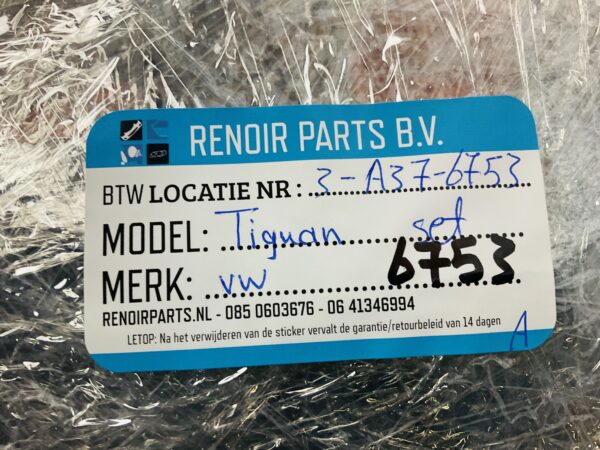 RENOIR PARTS B.V.
BTW LOCATIE NR : 3-A37-6753
MODEL: Tiguan set
MERK: VW 6753
RENOIRPARTS.NL - 085 0603676 - 06 41346994
LETOP: Na het verwijderen van de sticker vervalt de garantie/retourbeleid van 14 dagen
A